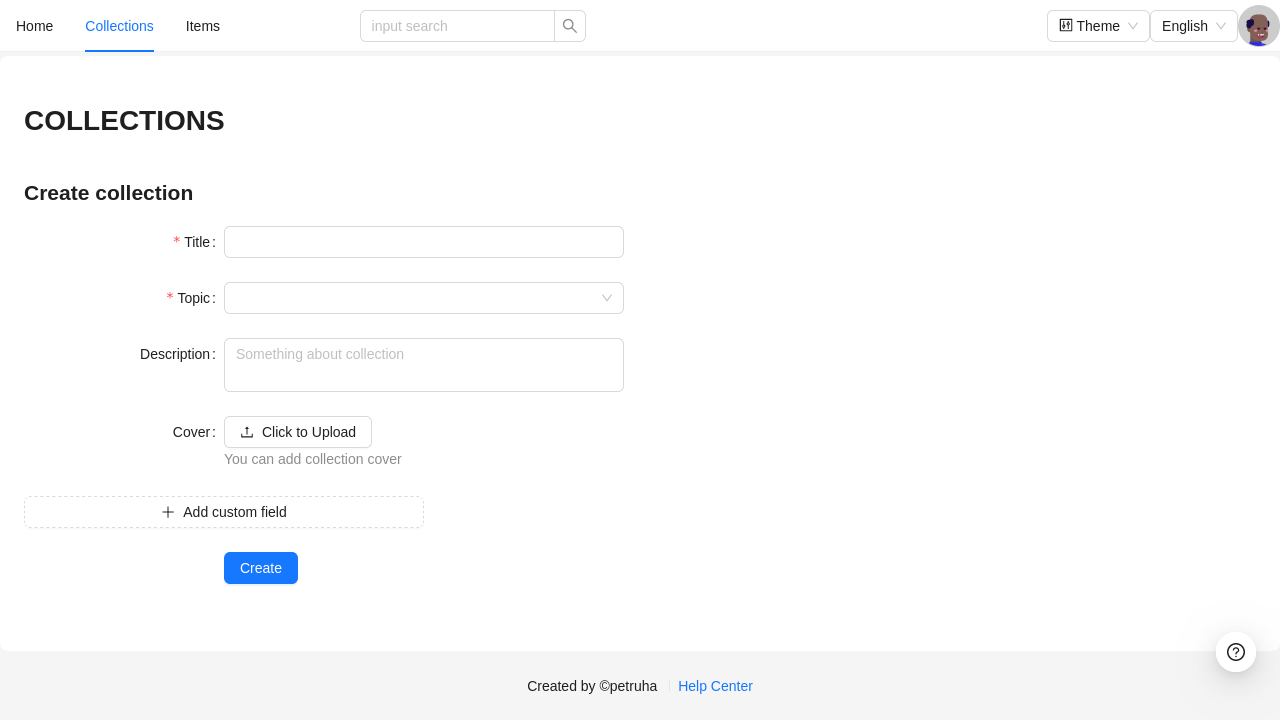 Home Collections Items input search Theme English
COLLECTIONS
Create collection
* Title:
* Topic:
Description: Something about collection
Cover: Click to Upload
You can add collection cover
Add custom field
Create
Created by ©petruha Help Center